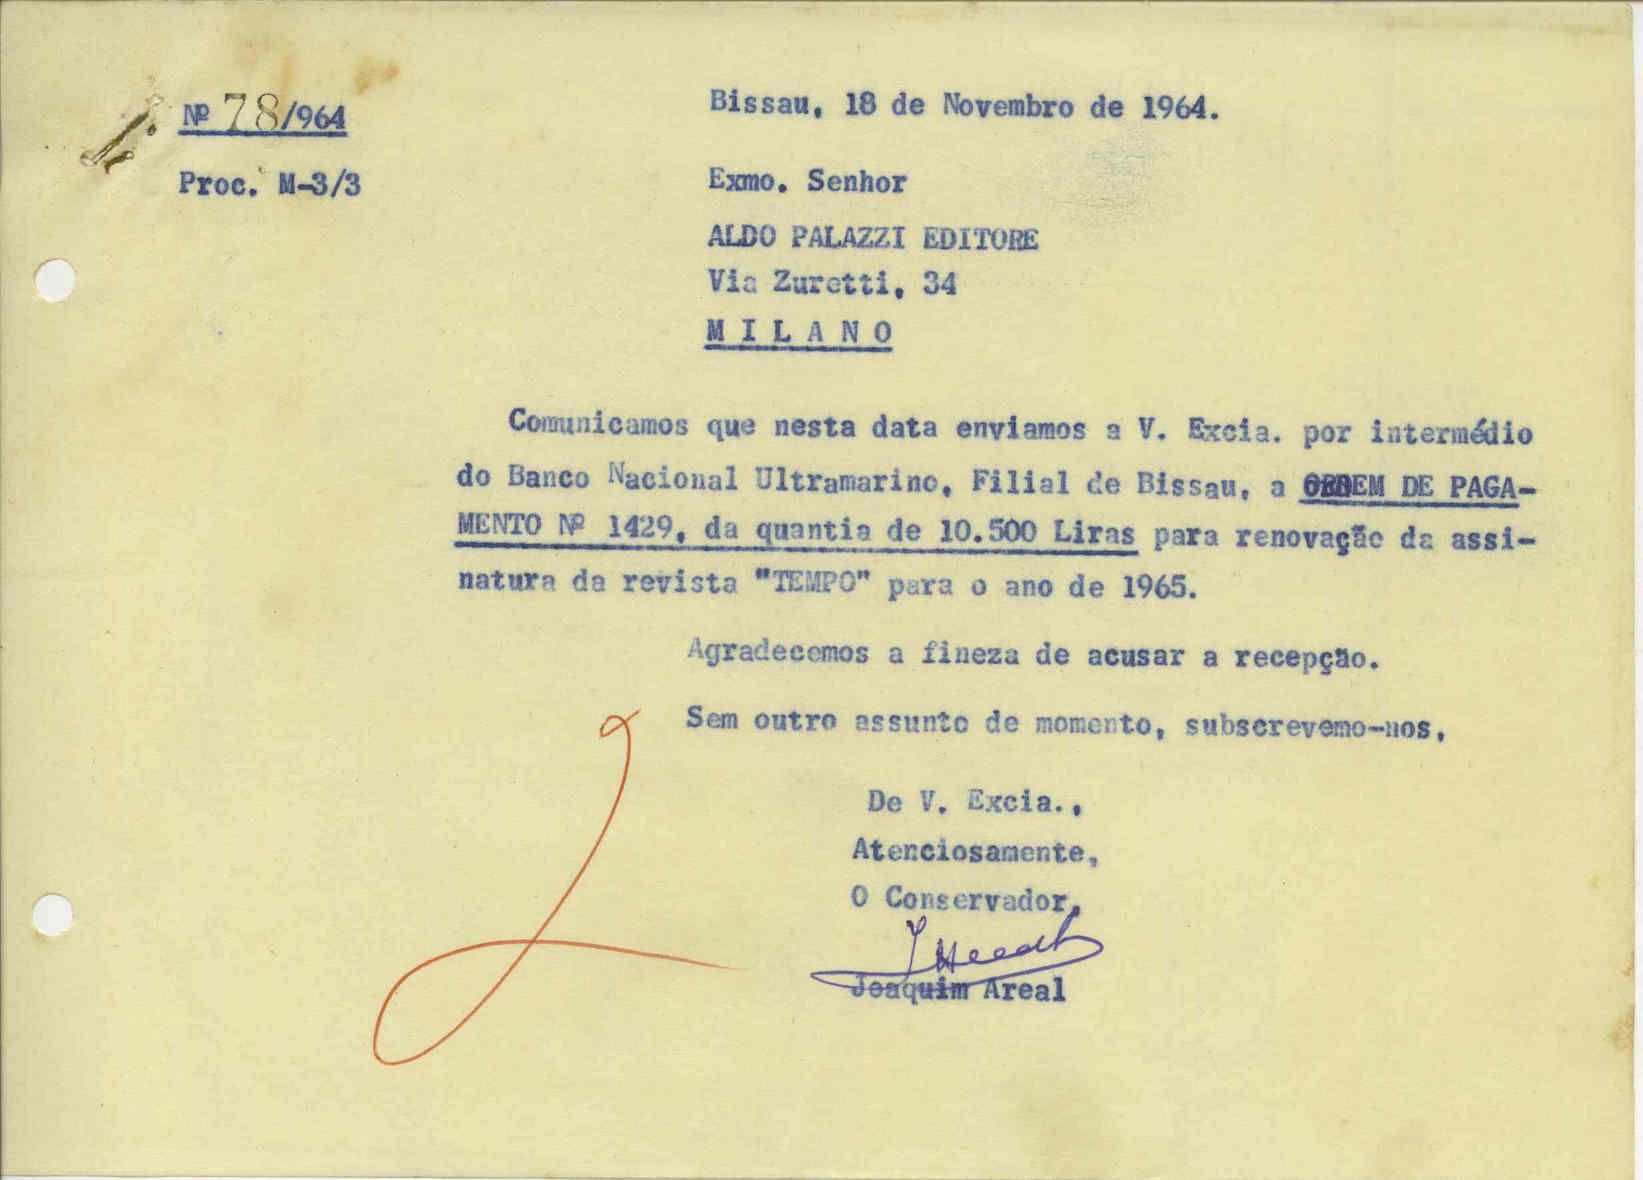 Nº 78/964
Bissau, 18 de Novembro de 1964.
Proc. M-3/3
Exmo. Senhor
ALDO PALAZZI EDITORE
Via Zuretti, 34
M I L A N O
Comunicamos que nesta data enviamos a V. Excia. por intermédio
do Banco Nacional Ultramarino, Filial de Bissau, a ORDEM DE PAGA-
MENTO Nº 1429, da quantia de 10.500 Liras para renovação da assi-
natura da revista "TEMPO" para o ano de 1965.
Agradecemos a fineza de acusar a recepção.
Sem outro assunto de momento, subscrevemo-nos,
De V. Excia.,
Atenciosamente,
O Conservador,
Joaquim Areal